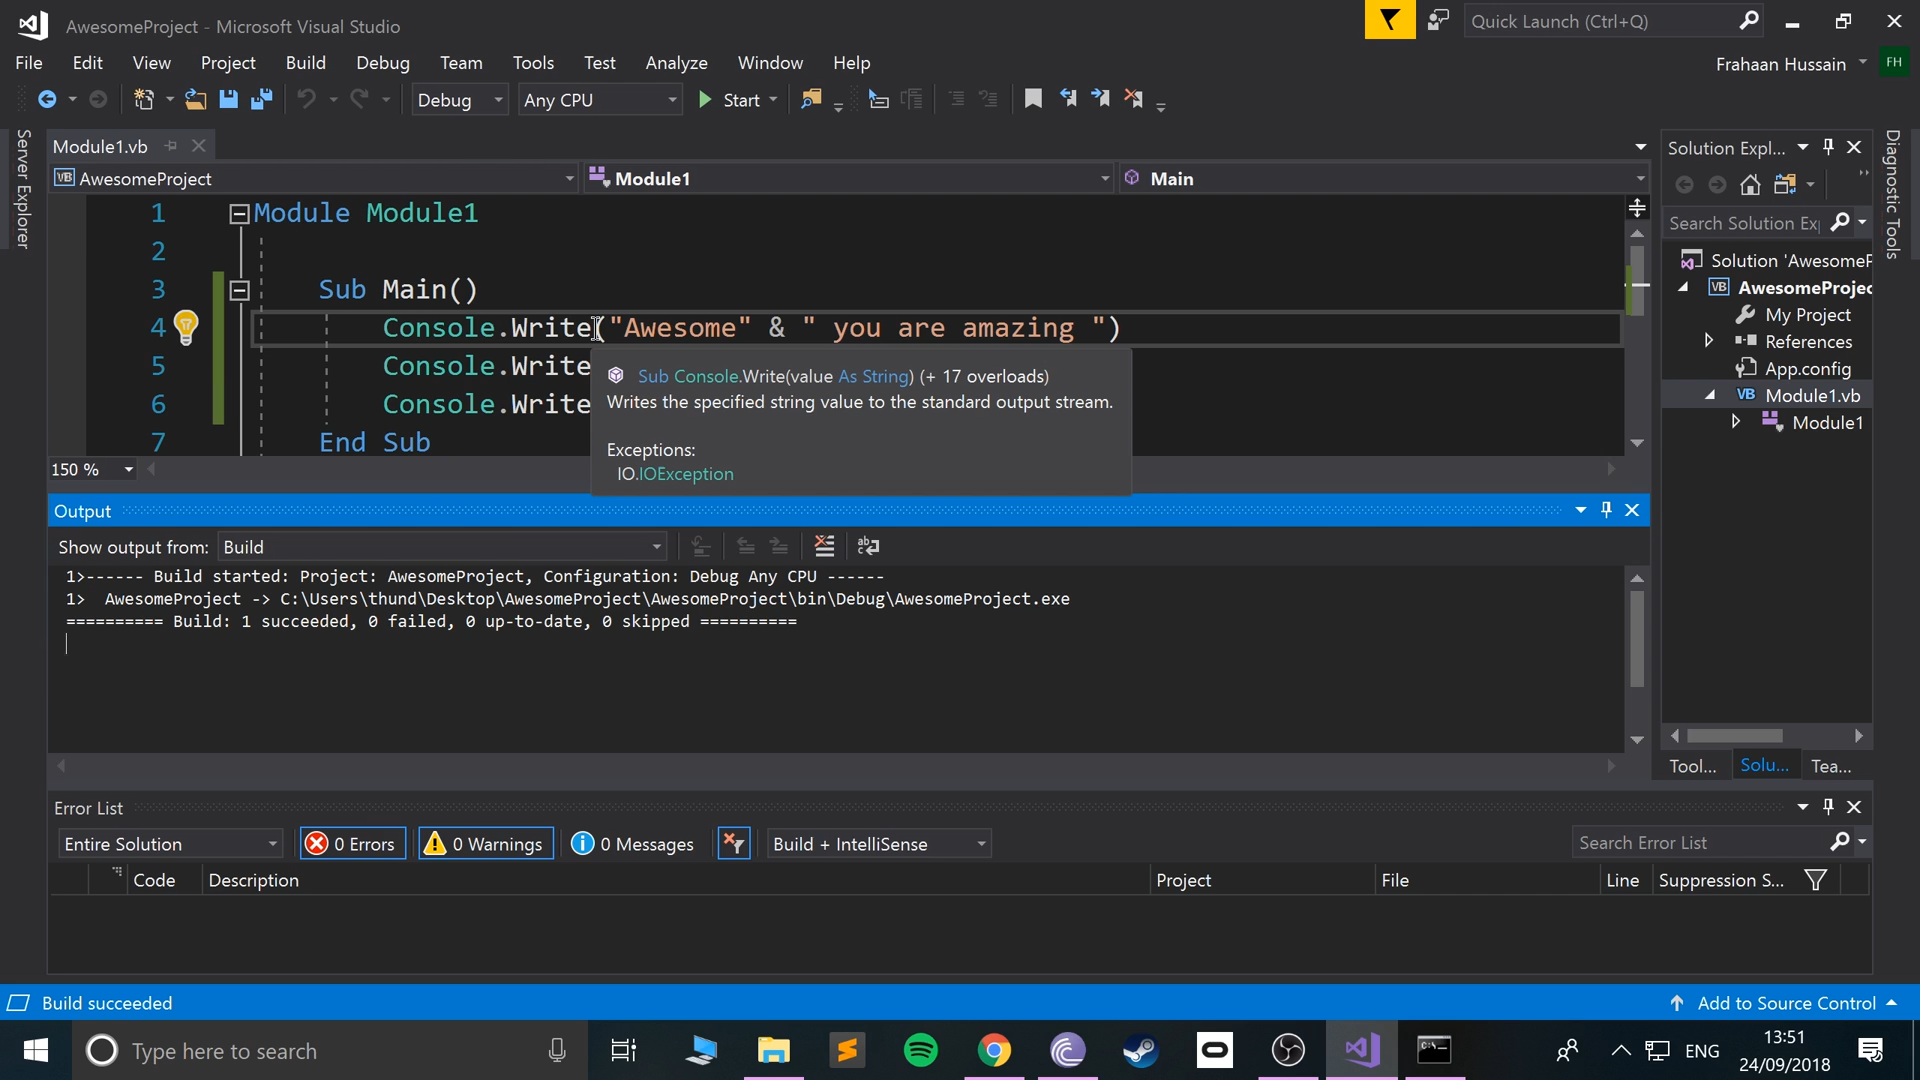 AwesomeProject - Microsoft Visual Studio
Quick Launch (Ctrl+Q)
File Edit View Project Build Debug Team Tools Test Analyze Window Help
Frahaan Hussain
FH
Debug
Any CPU
Start
Server Explorer
Module1.vb
VB AwesomeProject
Module1
Main
1 Module Module1
2
3 Sub Main()
4 Console.Write("Awesome" & " you are amazing ")
5 Console.Write
6 Console.Write
7 End Sub
Sub Console.Write(value As String) (+ 17 overloads)
Writes the specified string value to the standard output stream.
Exceptions:
IO.IOException
150 %
Output
Show output from: Build
1>------ Build started: Project: AwesomeProject, Configuration: Debug Any CPU ------
1> AwesomeProject -> C:\Users\thund\Desktop\AwesomeProject\AwesomeProject\bin\Debug\AwesomeProject.exe
========== Build: 1 succeeded, 0 failed, 0 up-to-date, 0 skipped ==========
Solution Expl...
Search Solution Ex
Solution 'AwesomeP
VB AwesomeProjec
My Project
References
App.config
VB Module1.vb
Module1
Tool... Solu... Tea...
Diagnostic Tools
Error List
Entire Solution
0 Errors
0 Warnings
0 Messages
Build + IntelliSense
Search Error List
Code Description Project File Line Suppression S...
Build succeeded
Add to Source Control
Type here to search
ENG
13:51
24/09/2018